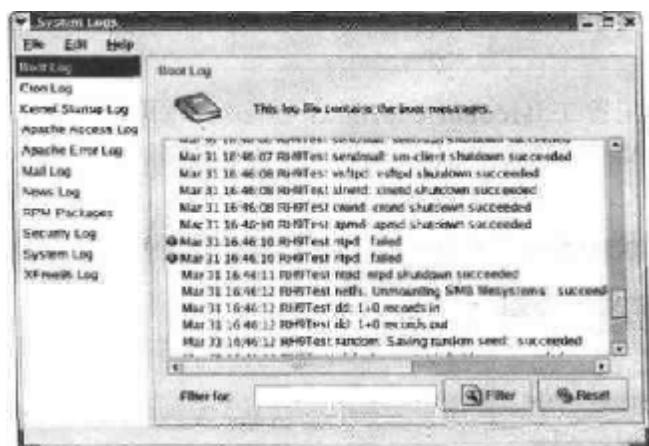 System Logs
File Edit Help
Boot Log
Cron Log
Kernel Startup Log
Apache Access Log
Apache Error Log
Mail Log
News Log
RPM Packages
Security Log
System Log
XFree86 Log
Boot Log
This log file contains the boot messages.
Mar 31 16:46:07 RH9Test sendmail: sm-client shutdown succeeded
Mar 31 16:46:08 RH9Test vsftpd: vsftpd shutdown succeeded
Mar 31 16:46:08 RH9Test xinetd: xinetd shutdown succeeded
Mar 31 16:46:08 RH9Test crond: crond shutdown succeeded
Mar 31 RH9Test apmd: apmd shutdown succeeded
Mar 31 16:46:10 RH9Test ntpd: failed
Mar 31 16:46:10 RH9Test ntpd: failed
Mar 31 16:46:11 RH9Test ntpd: ntpd shutdown succeeded
Mar 31 16:46:12 RH9Test netfs: Unmounting SMB filesystems: succeed
Mar 31 16:46:12 RH9Test dd: 1+0 records in
Mar 31 16:46:12 RH9Test dd: 1+0 records out
Mar 31 16:46:12 RH9Test random: Saving random seed: succeeded
Filter for:
Filter
Reset